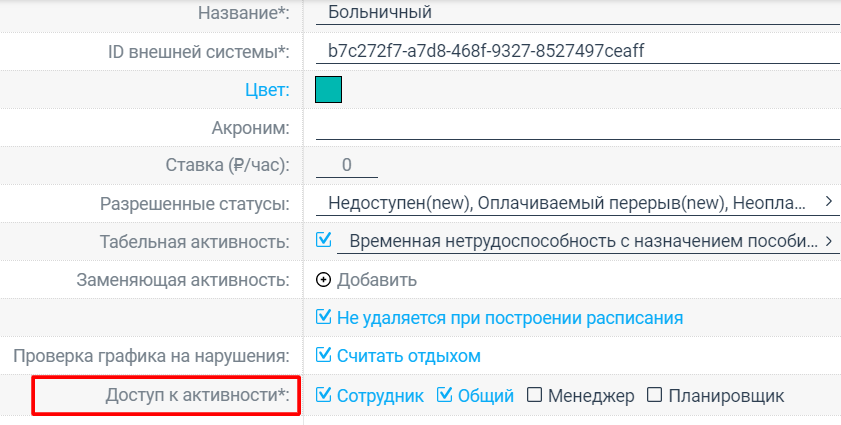 Название*: Больничный
ID внешней системы*: b7c272f7-a7d8-468f-9327-8527497ceaff
Цвет:
Акроним:
Ставка (₽/час): 0
Разрешенные статусы: Недоступен(new), Оплачиваемый перерыв(new), Неопла...
Табельная активность: Временная нетрудоспособность с назначением пособи...
Заменяющая активность: Добавить
Не удаляется при построении расписания
Проверка графика на нарушения: Считать отдыхом
Доступ к активности*: Сотрудник Общий Менеджер Планировщик